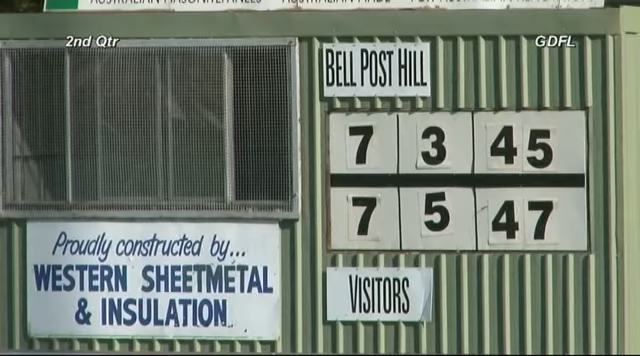 2nd Qtr
GDFL
BELL POST HILL
7 3 45
7 5 47
VISITORS
Proudly constructed by...
WESTERN SHEETMETAL
& INSULATION